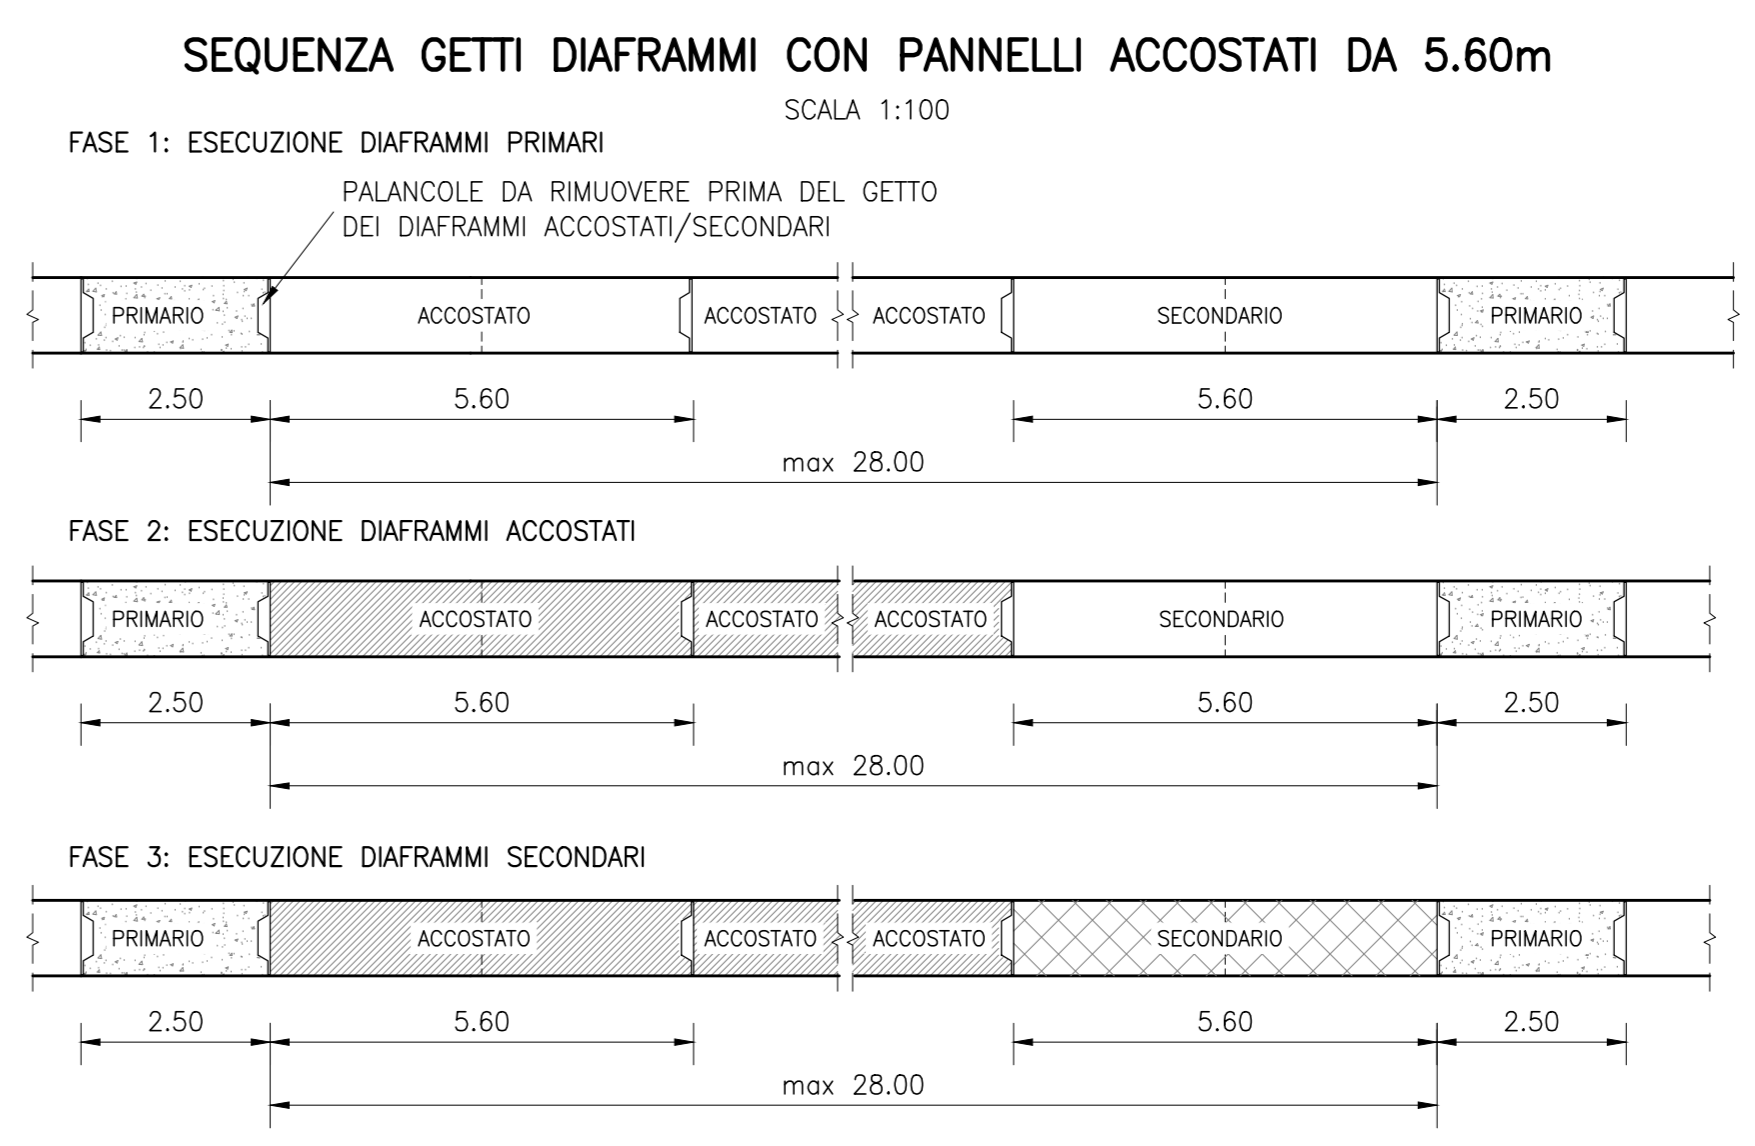 SEQUENZA GETTI DIAFRAMMI CON PANNELLI ACCOSTATI DA 5.60m
SCALA 1:100
FASE 1: ESECUZIONE DIAFRAMMI PRIMARI
PALANCOLE DA RIMUOVERE PRIMA DEL GETTO
DEI DIAFRAMMI ACCOSTATI/SECONDARI
PRIMARIO ACCOSTATO ACCOSTATO ACCOSTATO SECONDARIO PRIMARIO
2.50 5.60 5.60 2.50
max 28.00
FASE 2: ESECUZIONE DIAFRAMMI ACCOSTATI
PRIMARIO ACCOSTATO ACCOSTATO ACCOSTATO SECONDARIO PRIMARIO
2.50 5.60 5.60 2.50
max 28.00
FASE 3: ESECUZIONE DIAFRAMMI SECONDARI
PRIMARIO ACCOSTATO ACCOSTATO ACCOSTATO SECONDARIO PRIMARIO
2.50 5.60 5.60 2.50
max 28.00